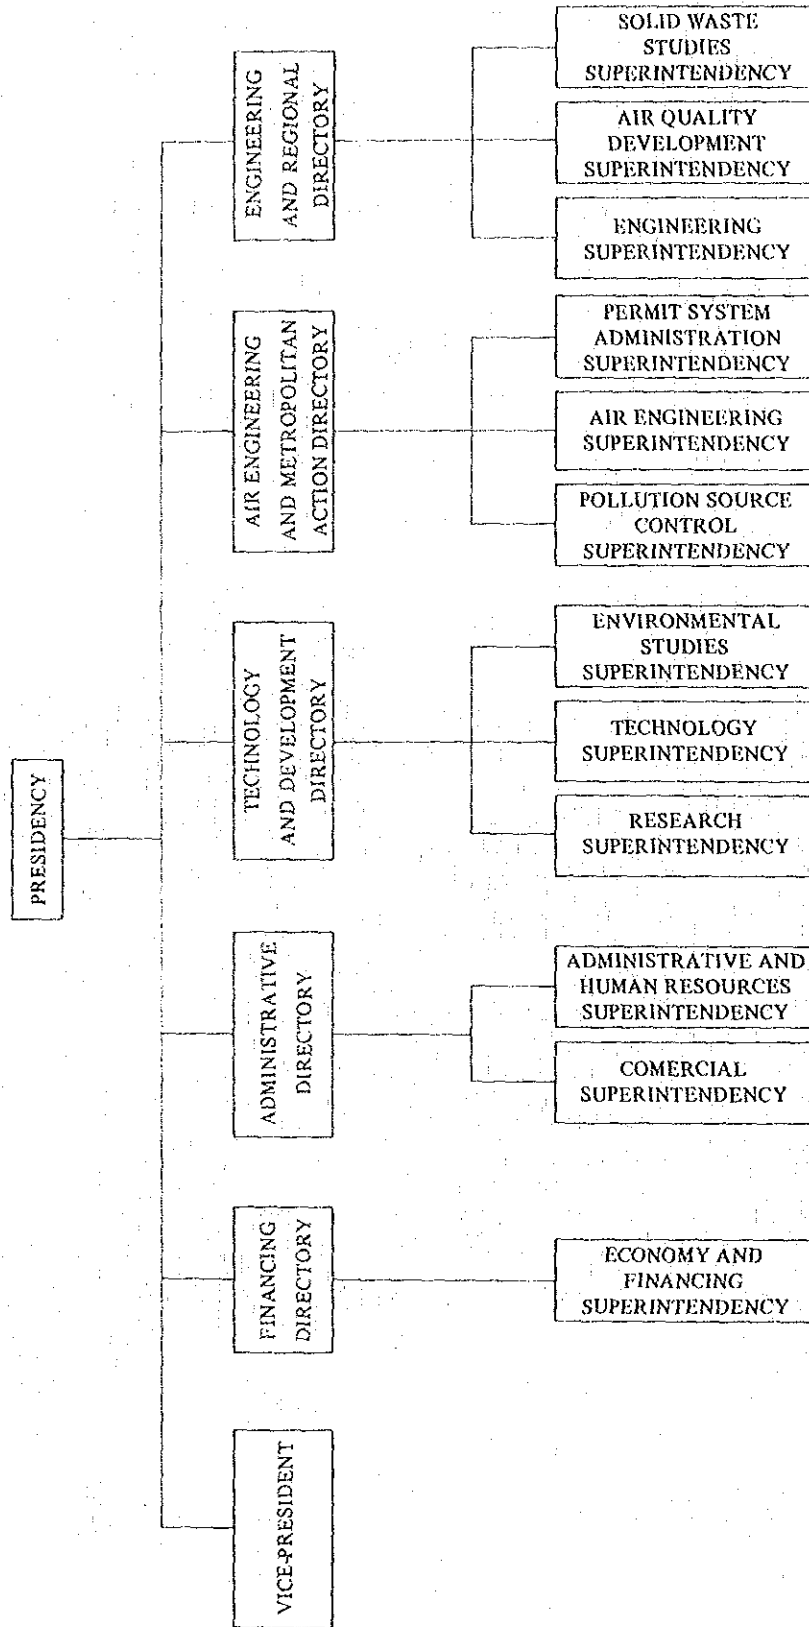 PRESIDENCY
ENGINEERING
AND REGIONAL
DIRECTORY
SOLID WASTE
STUDIES
SUPERINTENDENCY
AIR QUALITY
DEVELOPMENT
SUPERINTENDENCY
ENGINEERING
SUPERINTENDENCY
AIR ENGINEERING
AND METROPOLITAN
ACTION DIRECTORY
PERMIT SYSTEM
ADMINISTRATION
SUPERINTENDENCY
AIR ENGINEERING
SUPERINTENDENCY
POLLUTION SOURCE
CONTROL
SUPERINTENDENCY
TECHNOLOGY
AND DEVELOPMENT
DIRECTORY
ENVIRONMENTAL
STUDIES
SUPERINTENDENCY
TECHNOLOGY
SUPERINTENDENCY
RESEARCH
SUPERINTENDENCY
ADMINISTRATIVE
DIRECTORY
ADMINISTRATIVE AND
HUMAN RESOURCES
SUPERINTENDENCY
COMERCIAL
SUPERINTENDENCY
FINANCING
DIRECTORY
ECONOMY AND
FINANCING
SUPERINTENDENCY
VICE-PRESIDENT